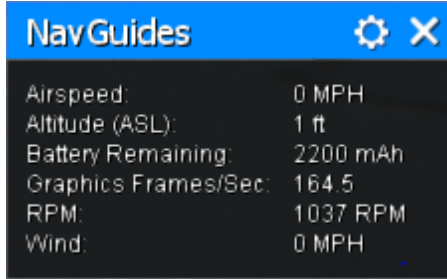 NavGuides
Airspeed: 0 MPH
Altitude (ASL): 1 ft
Battery Remaining: 2200 mAh
Graphics Frames/Sec: 164.5
RPM: 1037 RPM
Wind: 0 MPH